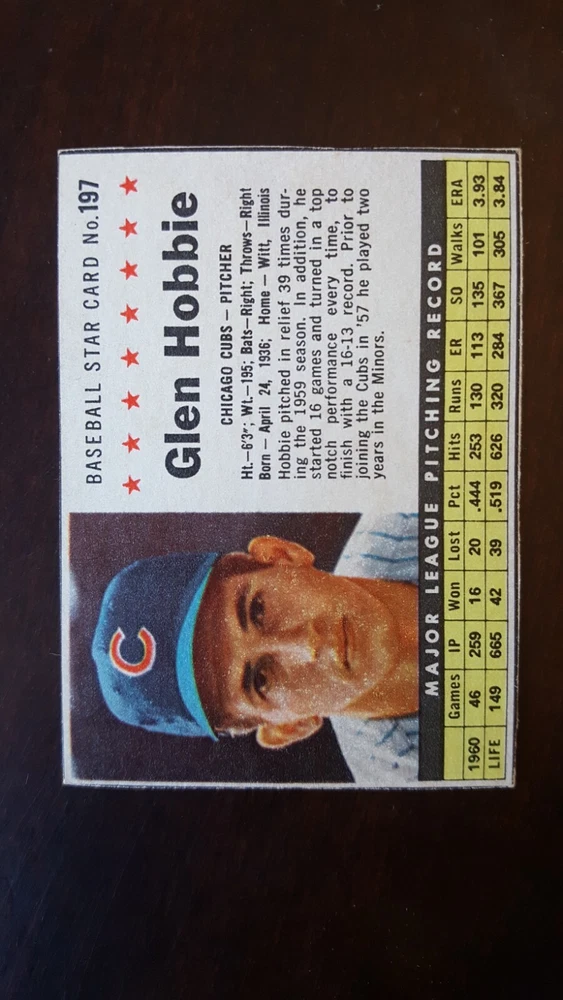 BASEBALL STAR CARD No.197
Glen Hobbie
CHICAGO CUBS — PITCHER
Ht.—6'3"; Wt.—195; Bats—Right; Throws—Right
Born — April 24, 1936; Home — Witt, Illinois
Hobbie pitched in relief 39 times dur-
ing the 1959 season. In addition, he
started 16 games and turned in a top
notch performance every time, to
finish with a 16-13 record. Prior to
joining the Cubs in '57 he played two
years in the Minors.
C
MAJOR LEAGUE PITCHING RECORD
Games IP Won Lost Pct Hits Runs ER SO Walks ERA
1960 46 259 16 20 .444 253 130 113 135 101 3.93
LIFE 149 665 42 39 .519 626 320 284 367 305 3.84